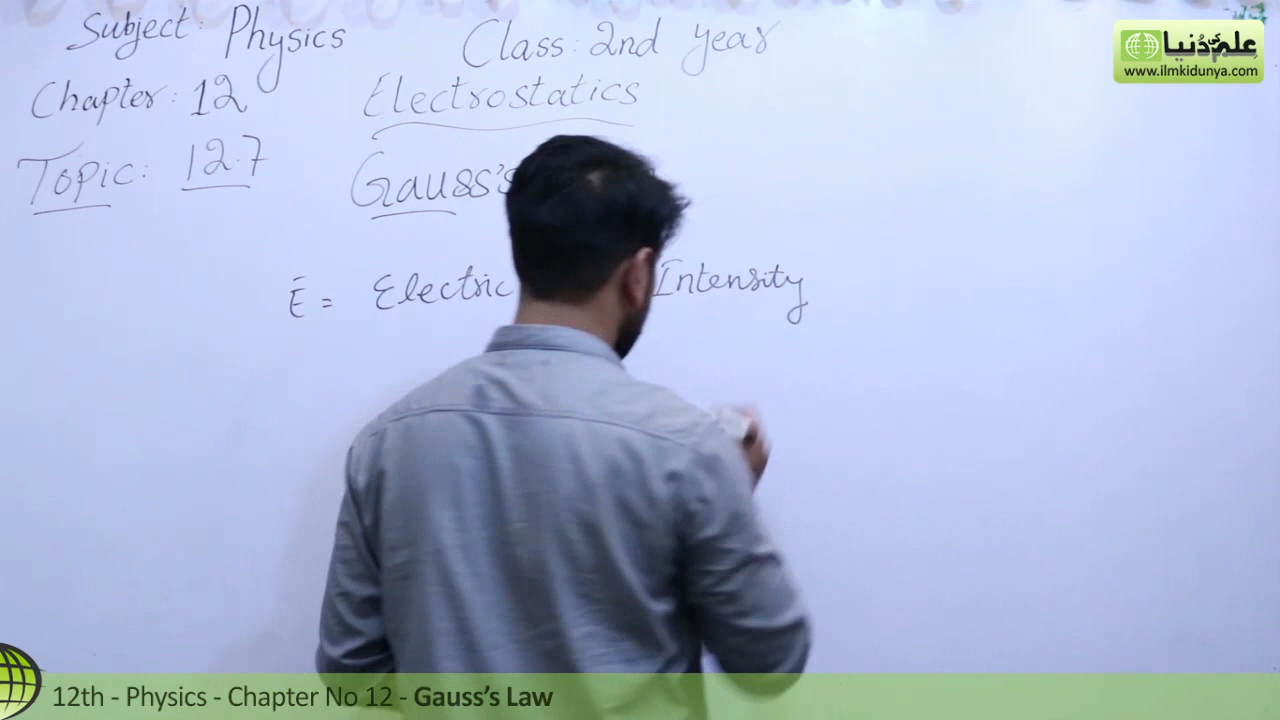 Subject: Physics Class: 2nd year
Chapter: 12 Electrostatics
Topic: 12.7 Gauss's
E = Electric Intensity
علم کی دُنیا
www.ilmkidunya.com
12th - Physics - Chapter No 12 - Gauss's Law